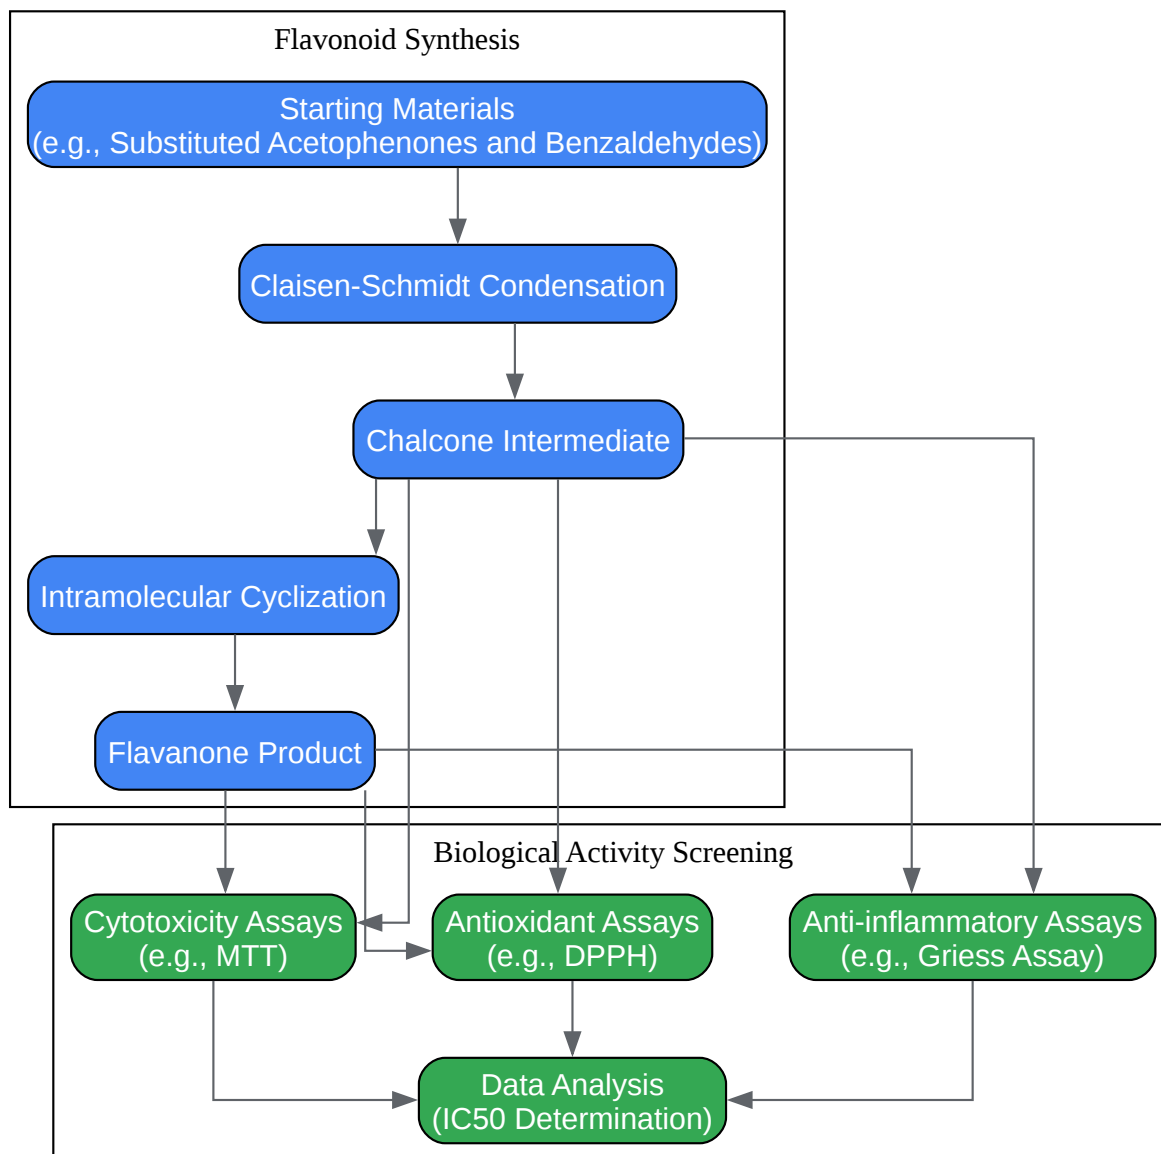 Flavonoid Synthesis
Starting Materials
(e.g., Substituted Acetophenones and Benzaldehydes)
Claisen-Schmidt Condensation
Chalcone Intermediate
Intramolecular Cyclization
Flavanone Product
Biological Activity Screening
Cytotoxicity Assays
(e.g., MTT)
Antioxidant Assays
(e.g., DPPH)
Anti-inflammatory Assays
(e.g., Griess Assay)
Data Analysis
(IC50 Determination)